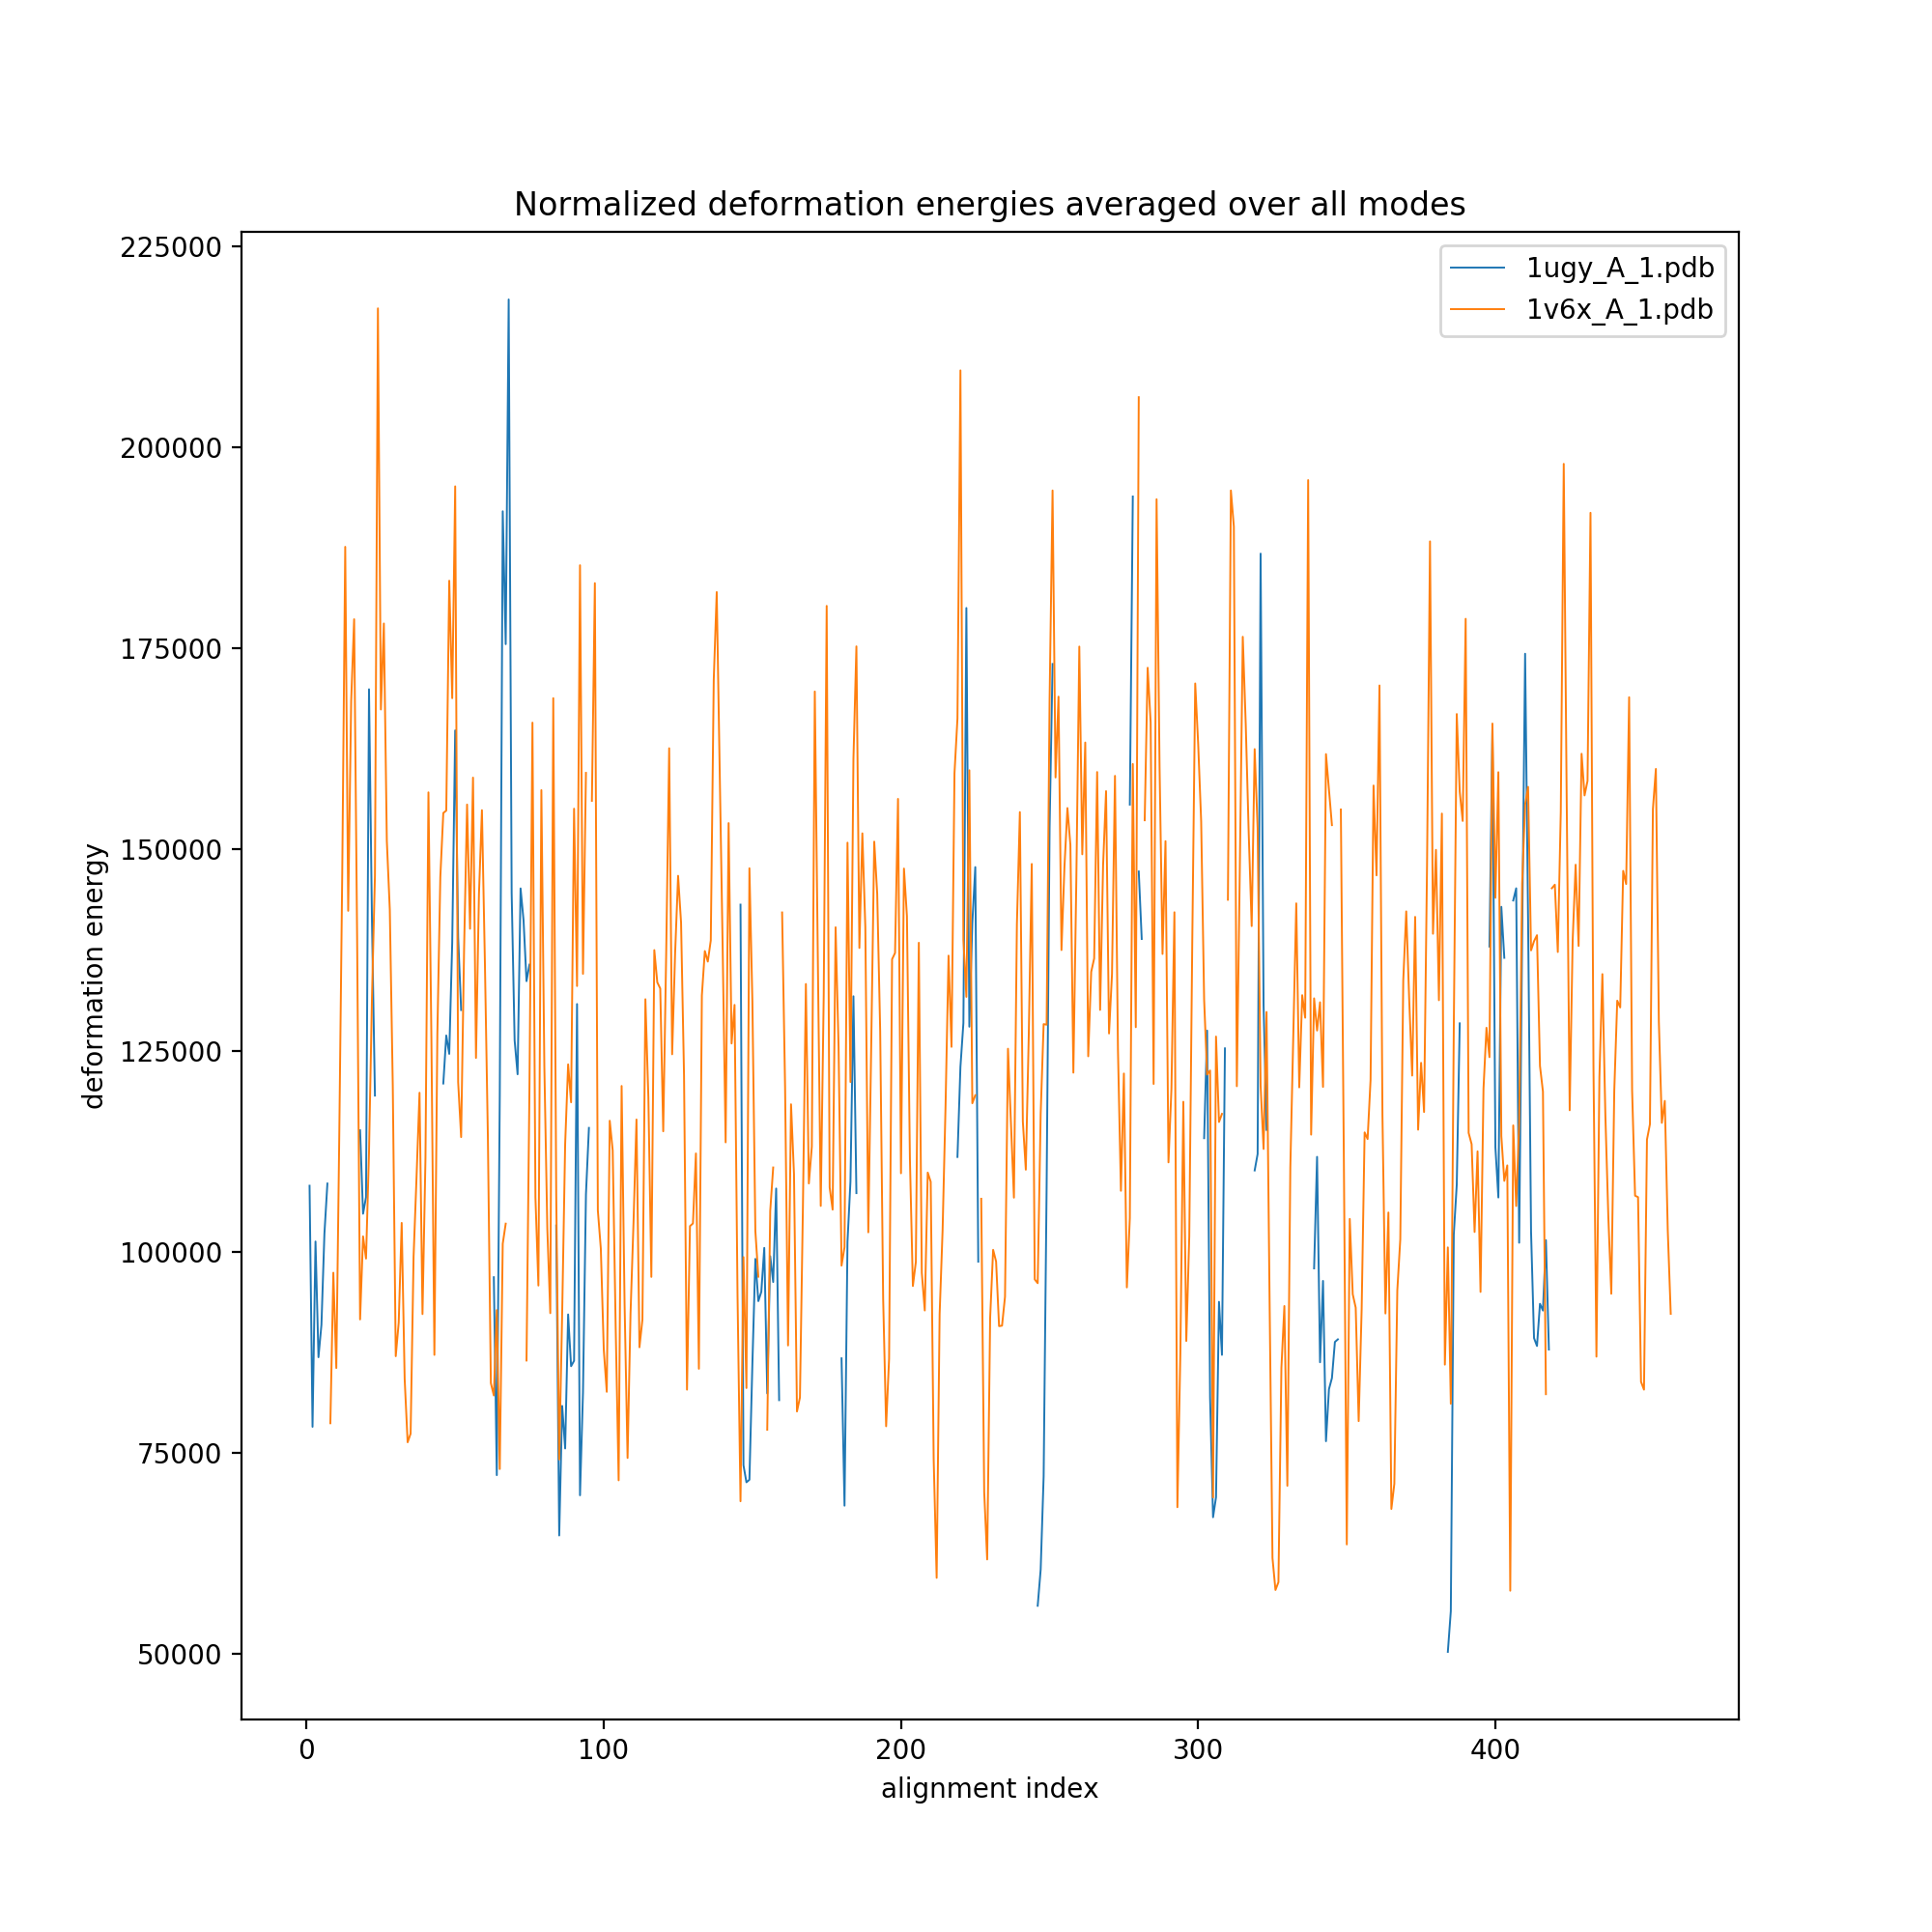 Normalized deformation energies averaged over all modes
1ugy_A_1.pdb
1v6x_A_1.pdb
225000
200000
175000
150000
125000
100000
75000
50000
deformation energy
0 100 200 300 400
alignment index